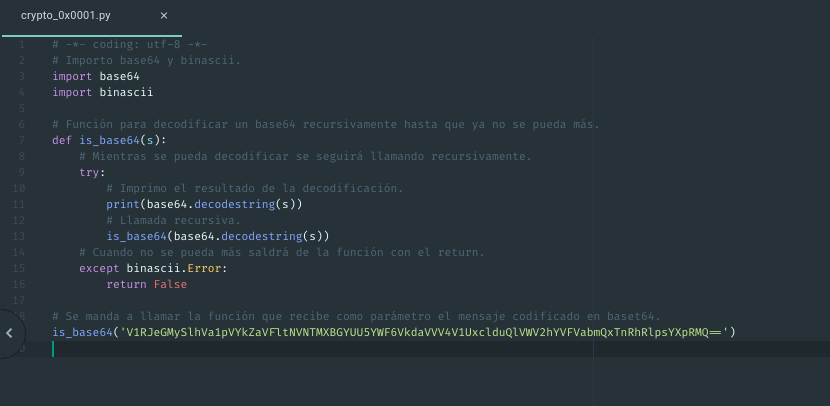 crypto_0x0001.py ×
1 # -*- coding: utf-8 -*-
2 # Importo base64 y binascii.
3 import base64
4 import binascii
5
6 # Función para decodificar un base64 recursivamente hasta que ya no se pueda más.
7 def is_base64(s):
8 # Mientras se pueda decodificar se seguirá llamando recursivamente.
9 try:
10 # Imprimo el resultado de la decodificación.
11 print(base64.decodestring(s))
12 # Llamada recursiva.
13 is_base64(base64.decodestring(s))
14 # Cuando no se pueda más saldrá de la función con el return.
15 except binascii.Error:
16 return False
17
# Se manda a llamar la función que recibe como parámetro el mensaje codificado en baset64.
is_base64('V1RJeGMySlhVa1pVYkZaVFltNVNTMXBGYUU5YWF6VkdaVVV4V1UxclduQlVWV2hYVFVabmQxTnRhRlpsYXpRMQ==')